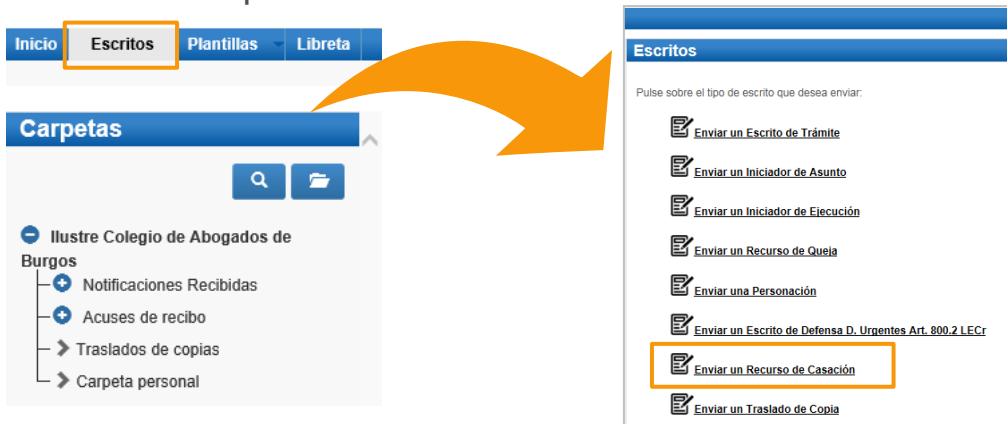 Inicio Escritos Plantillas Libreta
Carpetas
Ilustre Colegio de Abogados de
Burgos
Notificaciones Recibidas
Acuses de recibo
Traslados de copias
Carpeta personal
Escritos
Pulse sobre el tipo de escrito que desea enviar:
Enviar un Escrito de Trámite
Enviar un Iniciador de Asunto
Enviar un Iniciador de Ejecución
Enviar un Recurso de Queja
Enviar una Personación
Enviar un Escrito de Defensa D. Urgentes Art. 800.2 LECr
Enviar un Recurso de Casación
Enviar un Traslado de Copia